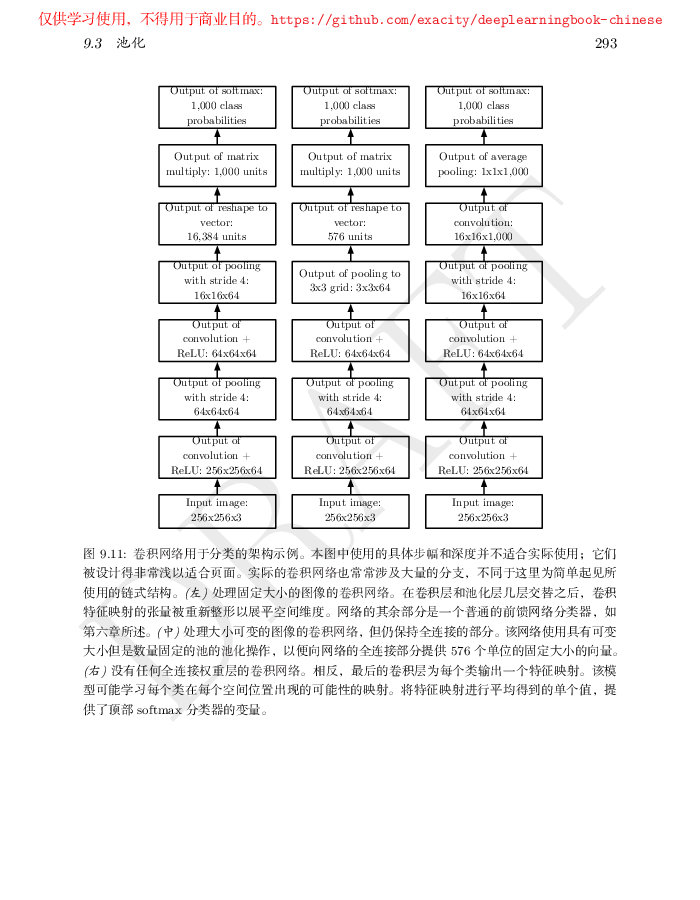 仅供学习使用，不得用于商业目的。https://github.com/exacity/deeplearningbook-chinese
9.3 池化 293
Output of softmax:
1,000 class
probabilities
Output of softmax:
1,000 class
probabilities
Output of softmax:
1,000 class
probabilities
Output of matrix
multiply: 1,000 units
Output of matrix
multiply: 1,000 units
Output of average
pooling: 1x1x1,000
Output of reshape to
vector:
16,384 units
Output of reshape to
vector:
576 units
Output of
convolution:
16x16x1,000
Output of pooling
with stride 4:
16x16x64
Output of pooling to
3x3 grid: 3x3x64
Output of pooling
with stride 4:
16x16x64
Output of
convolution +
ReLU: 64x64x64
Output of
convolution +
ReLU: 64x64x64
Output of
convolution +
ReLU: 64x64x64
Output of pooling
with stride 4:
64x64x64
Output of pooling
with stride 4:
64x64x64
Output of pooling
with stride 4:
64x64x64
Output of
convolution +
ReLU: 256x256x64
Output of
convolution +
ReLU: 256x256x64
Output of
convolution +
ReLU: 256x256x64
Input image:
256x256x3
Input image:
256x256x3
Input image:
256x256x3
图 9.11: 卷积网络用于分类的架构示例。本图中使用的具体步幅和深度并不适合实际使用；它们
被设计得非常浅以适合页面。实际的卷积网络也常常涉及大量的分支，不同于这里为简单起见所
使用的链式结构。(左) 处理固定大小的图像的卷积网络。在卷积层和池化层几层交替之后，卷积
特征映射的张量被重新整形以展平空间维度。网络的其余部分是一个普通的前馈网络分类器，如
第六章所述。(中) 处理大小可变的图像的卷积网络，但仍保持全连接的部分。该网络使用具有可变
大小但是数量固定的池的池化操作，以便向网络的全连接部分提供 576 个单位的固定大小的向量。
(右) 没有任何全连接权重层的卷积网络。相反，最后的卷积层为每个类输出一个特征映射。该模
型可能学习每个类在每个空间位置出现的可能性的映射。将特征映射进行平均得到的单个值，提
供了顶部 softmax 分类器的变量。
DRAFT